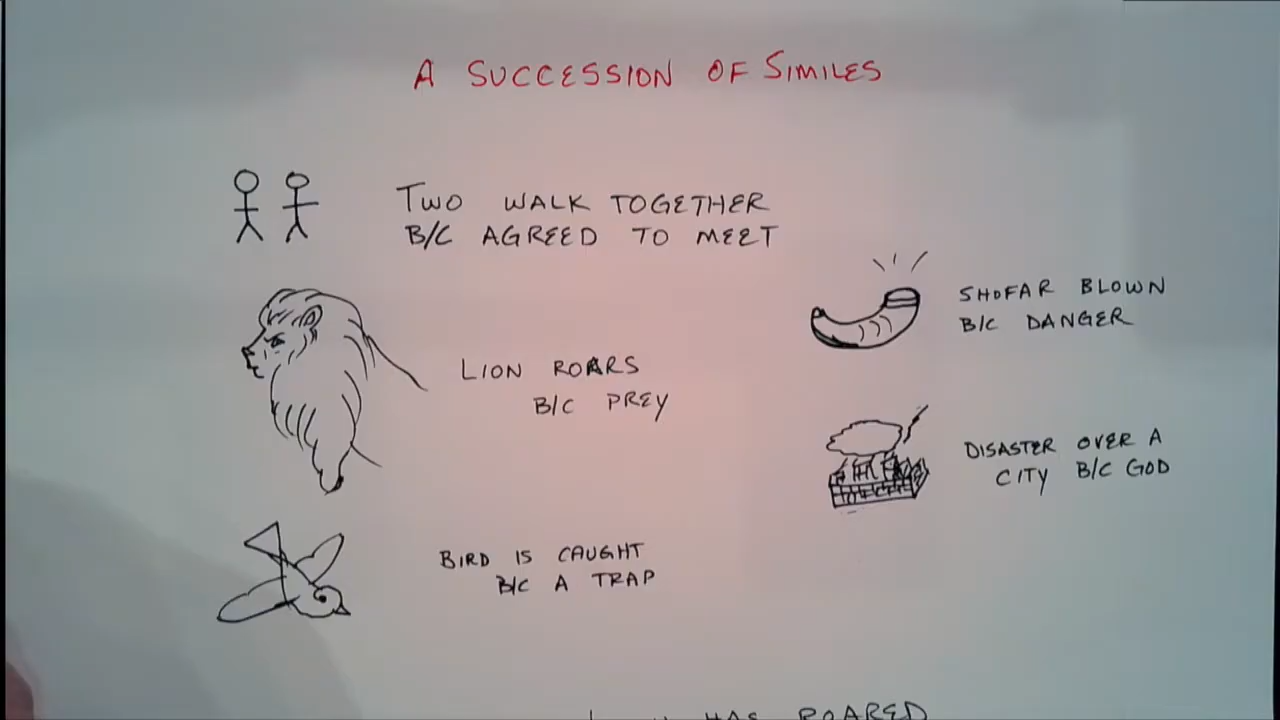 A SUCCESSION OF SIMILES
TWO WALK TOGETHER
B/C AGREED TO MEET
LION ROARS
B/C PREY
BIRD IS CAUGHT
B/C A TRAP
SHOFAR BLOWN
B/C DANGER
DISASTER OVER A
CITY B/C GOD
HAS ROARED